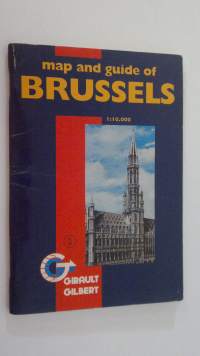 map and guide of
BRUSSELS
1:10.000
GIRAULT
GILBERT